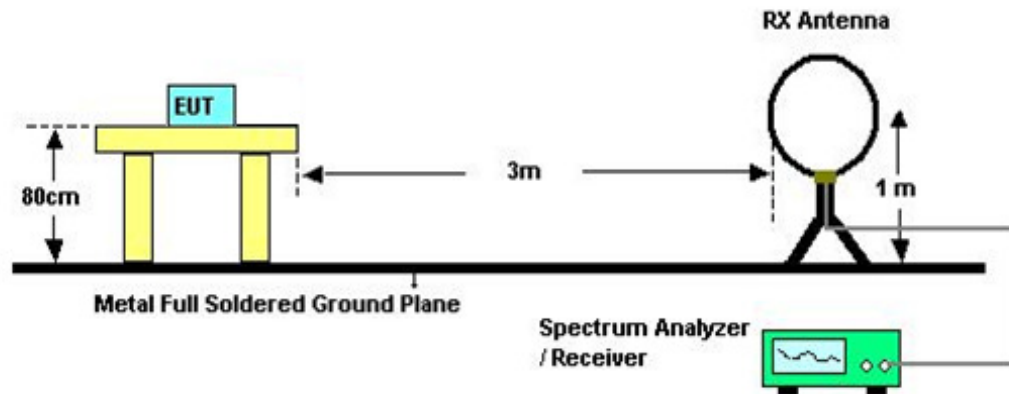 RX Antenna
EUT
80cm
3m
1 m
Metal Full Soldered Ground Plane
Spectrum Analyzer
/ Receiver